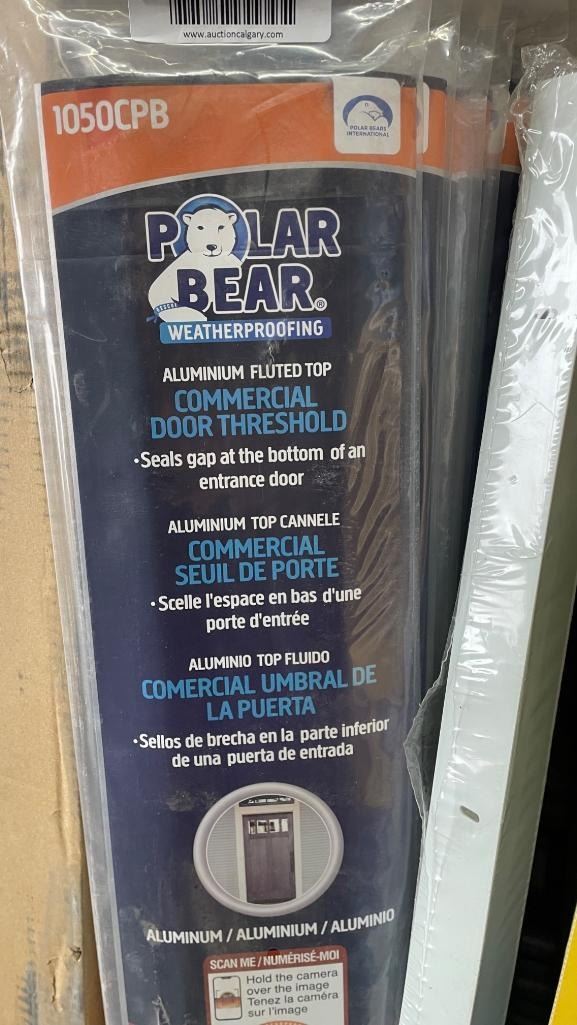 www.auctioncalgary.com
1050CPB
POLAR BEARS
INTERNATIONAL
POLAR
BEAR®
WEATHERPROOFING
ALUMINIUM FLUTED TOP
COMMERCIAL
DOOR THRESHOLD
•Seals gap at the bottom of an
entrance door
ALUMINIUM TOP CANNELE
COMMERCIAL
SEUIL DE PORTE
•Scelle l'espace en bas d'une
porte d'entrée
ALUMINIO TOP FLUIDO
COMERCIAL UMBRAL DE
LA PUERTA
•Sellos de brecha en la parte inferior
de una puerta de entrada
ALUMINUM / ALUMINIUM / ALUMINIO
SCAN ME / NUMÉRISÉ-MOI
Hold the camera
over the image
Tenez la caméra
sur l'image